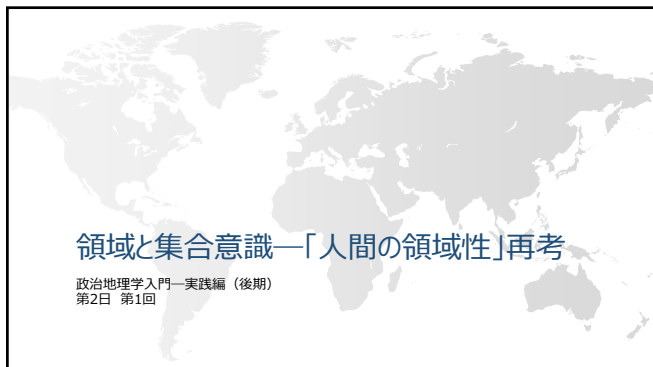 領域と集合意識―「人間の領域性」再考
政治地理学入門―実践編（後期）
第2日 第1回